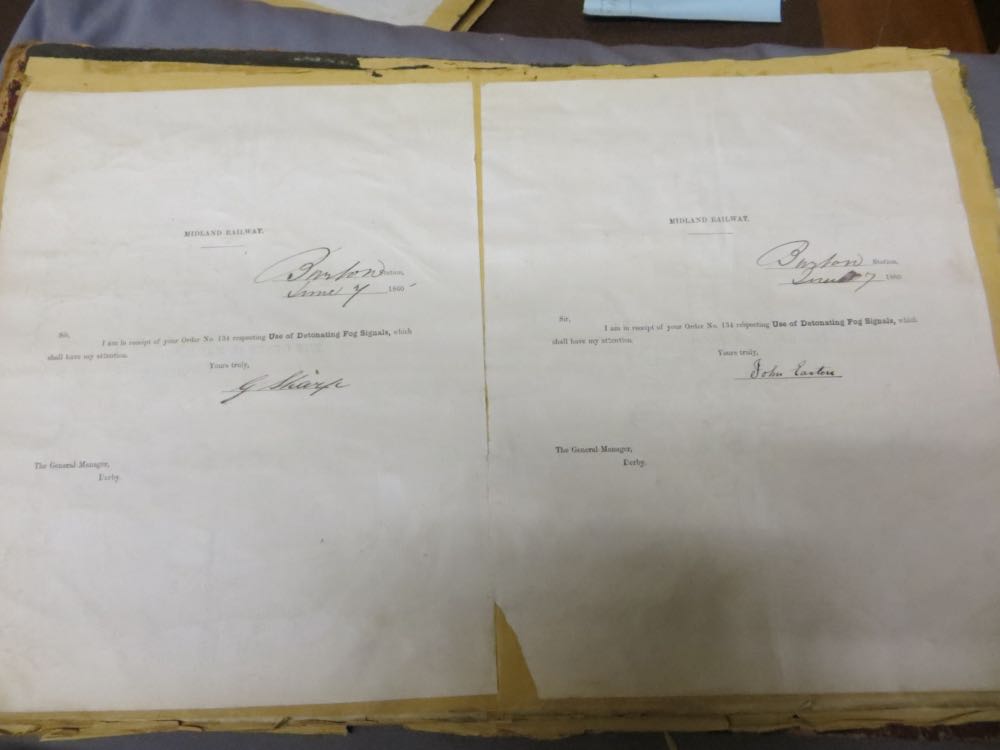 MIDLAND RAILWAY.
Burton Station,
June 7 1860
Sir,
I am in receipt of your Order No. 134 respecting Use of Detonating Fog Signals, which
shall have my attention.
Yours truly,
G Sharp
The General Manager,
Derby.
MIDLAND RAILWAY.
Burton Station,
June 7 1860
Sir,
I am in receipt of your Order No. 134 respecting Use of Detonating Fog Signals, which
shall have my attention.
Yours truly,
John Easton
The General Manager,
Derby.